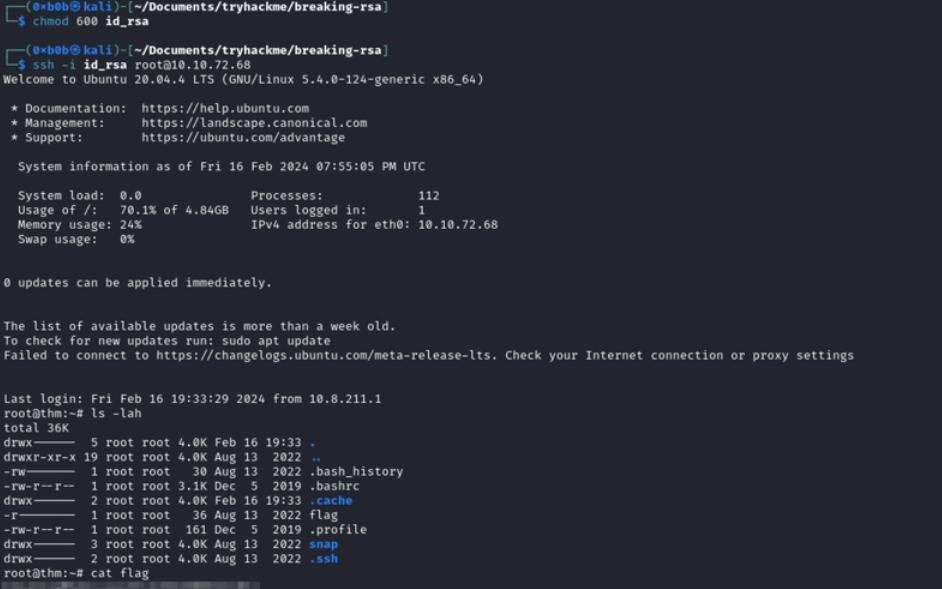 ┌──(0×b0b㉿kali)-[~/Documents/tryhackme/breaking-rsa]
└─$ chmod 600 id_rsa
┌──(0×b0b㉿kali)-[~/Documents/tryhackme/breaking-rsa]
└─$ ssh -i id_rsa root@10.10.72.68
Welcome to Ubuntu 20.04.4 LTS (GNU/Linux 5.4.0-124-generic x86_64)
* Documentation: https://help.ubuntu.com
* Management: https://landscape.canonical.com
* Support: https://ubuntu.com/advantage
System information as of Fri 16 Feb 2024 07:55:05 PM UTC
System load: 0.0 Processes: 112
Usage of /: 70.1% of 4.84GB Users logged in: 1
Memory usage: 24% IPv4 address for eth0: 10.10.72.68
Swap usage: 0%
0 updates can be applied immediately.
The list of available updates is more than a week old.
To check for new updates run: sudo apt update
Failed to connect to https://changelogs.ubuntu.com/meta-release-lts. Check your Internet connection or proxy settings
Last login: Fri Feb 16 19:33:29 2024 from 10.8.211.1
root@thm:~# ls -lah
total 36K
drwx------ 5 root root 4.0K Feb 16 19:33 .
drwxr-xr-x 19 root root 4.0K Aug 13 2022 ..
-rw------- 1 root root 30 Aug 13 2022 .bash_history
-rw-r--r-- 1 root root 3.1K Dec 5 2019 .bashrc
drwx------ 2 root root 4.0K Feb 16 19:33 .cache
-r-------- 1 root root 36 Aug 13 2022 flag
-rw-r--r-- 1 root root 161 Dec 5 2019 .profile
drwx------ 3 root root 4.0K Aug 13 2022 snap
drwx------ 2 root root 4.0K Aug 13 2022 .ssh
root@thm:~# cat flag